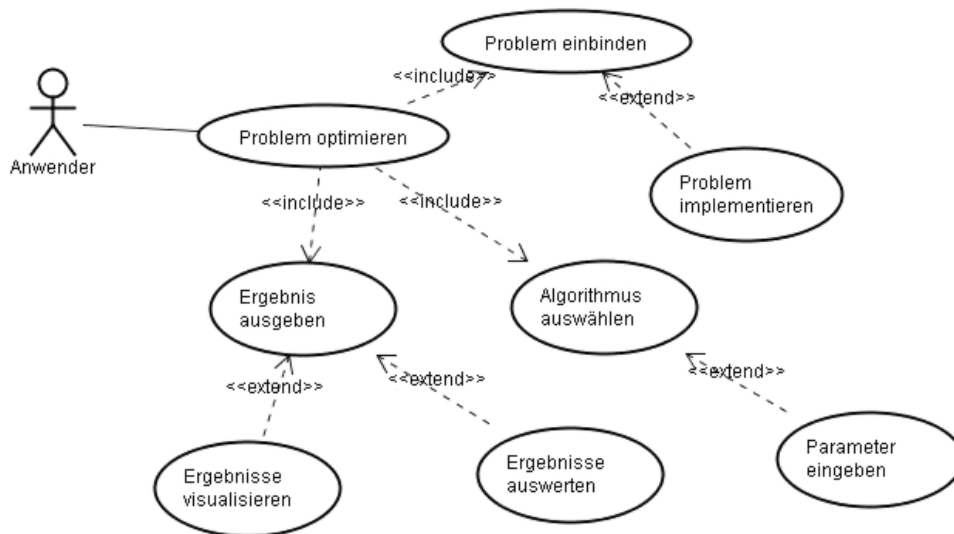 Problem einbinden
<<include>>
<<extend>>
Anwender
Problem optimieren
Problem
implementieren
<<include>>
<<include>>
Ergebnis
ausgeben
Algorithmus
auswählen
<<extend>>
<<extend>>
<<extend>>
Ergebnisse
visualisieren
Ergebnisse
auswerten
Parameter
eingeben